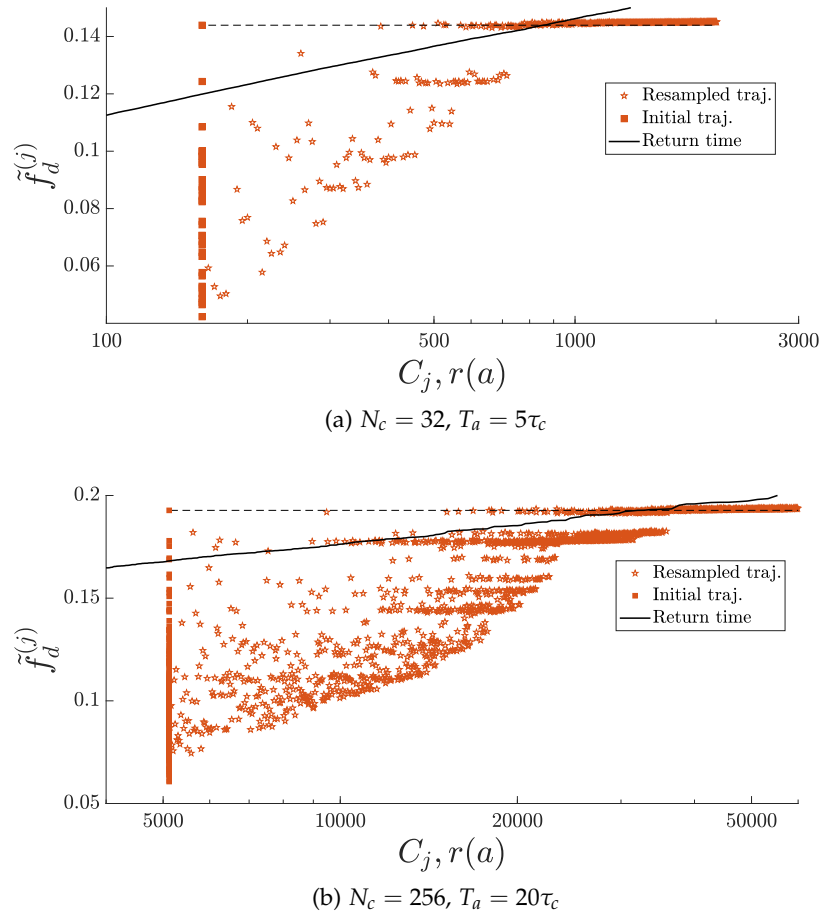 0.14
0.12
0.1
0.08
0.06
f̃_d^{(j)}
Resampled traj.
Initial traj.
Return time
100
500
1000
3000
C_j, r(a)
(a) N_c = 32, T_a = 5τ_c
0.2
0.15
0.1
0.05
f̃_d^{(j)}
Resampled traj.
Initial traj.
Return time
5000
10000
20000
50000
C_j, r(a)
(b) N_c = 256, T_a = 20τ_c